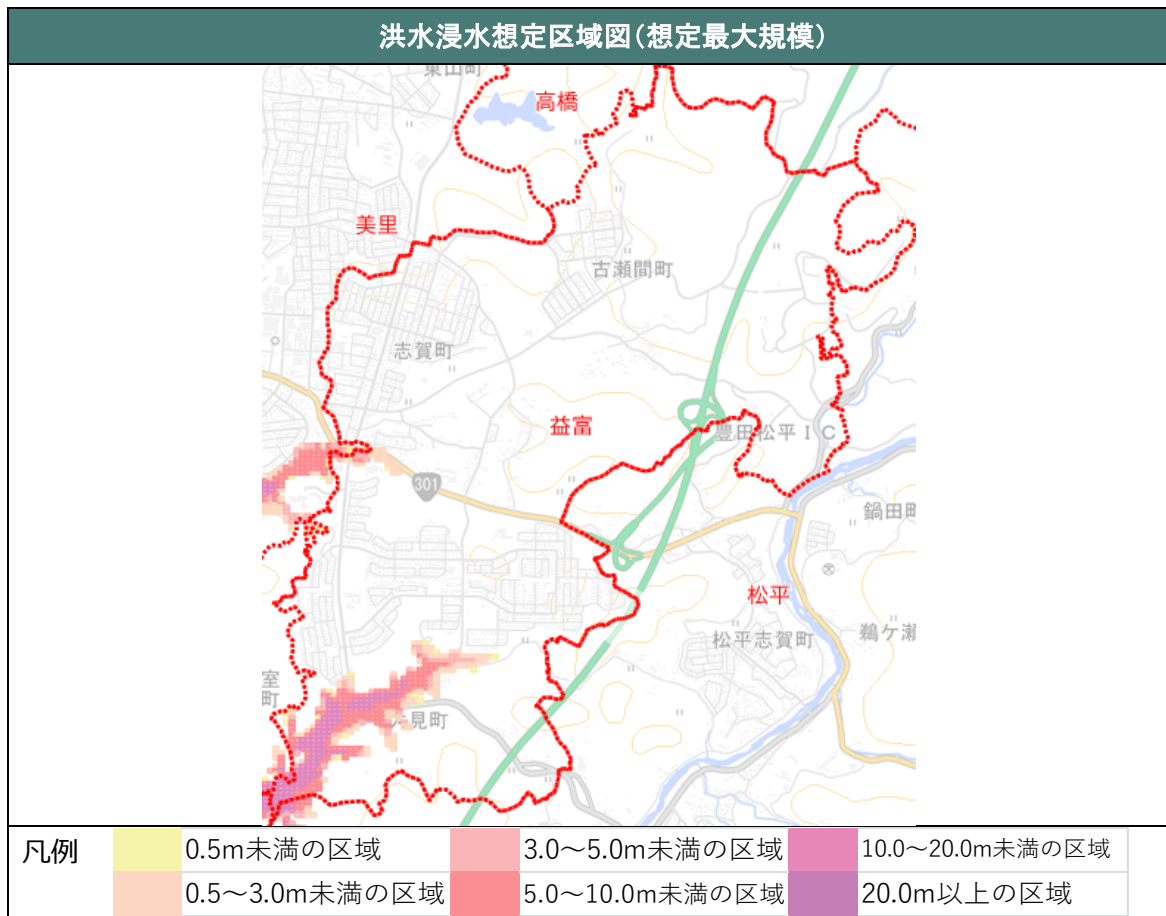 洪水浸水想定区域図(想定最大規模)
東山町
高橋
美里
古瀬間町
志賀町
益富
豊田松平IC
301
鍋田町
松平
松平志賀町
鵜ケ瀬
室
町
見町
凡例
0.5m未満の区域
3.0～5.0m未満の区域
10.0～20.0m未満の区域
0.5～3.0m未満の区域
5.0～10.0m未満の区域
20.0m以上の区域